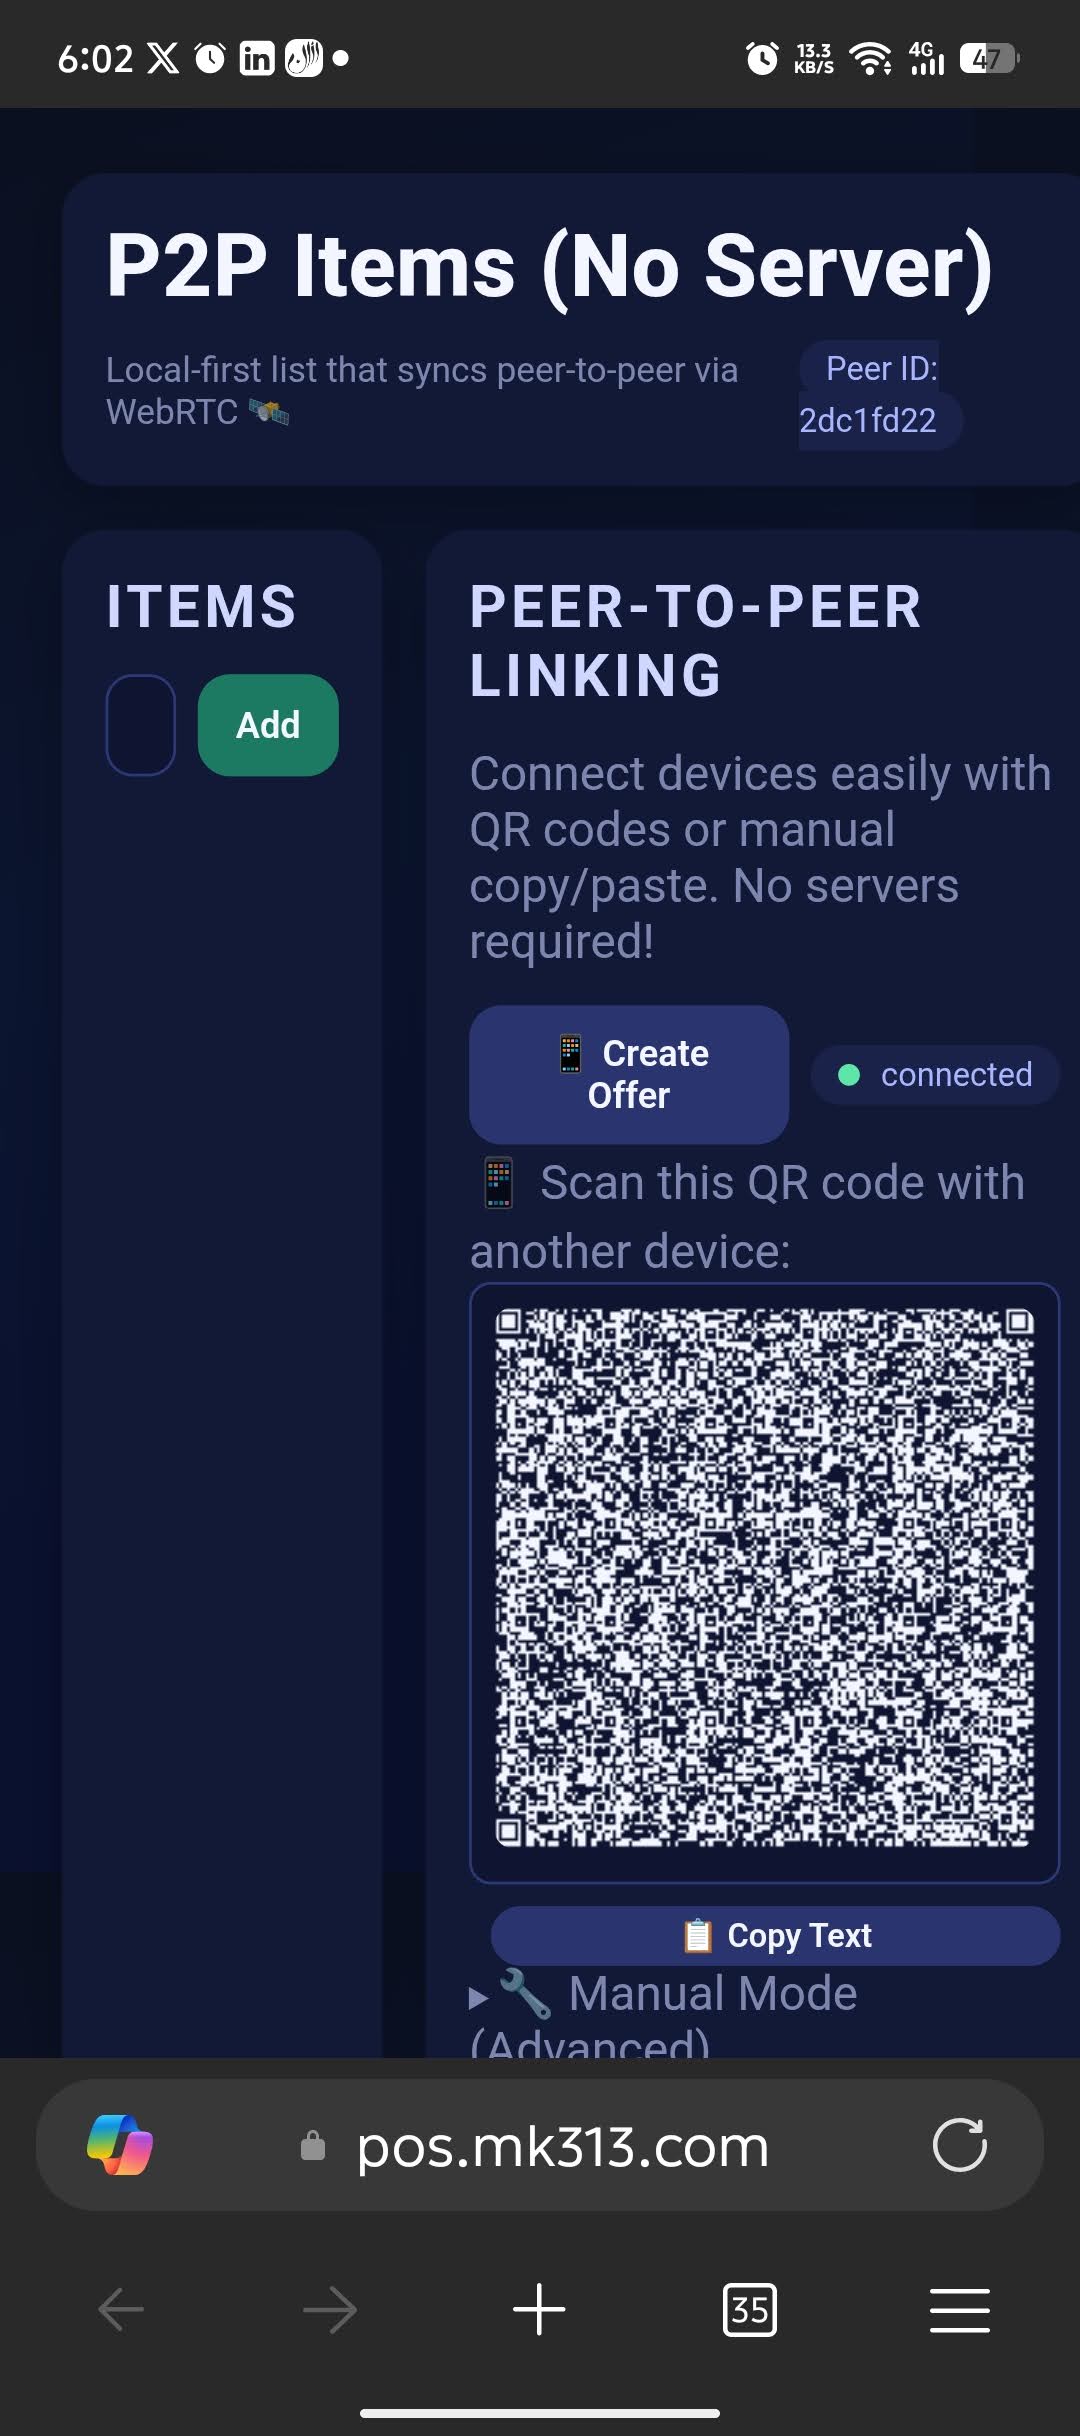 6:02
13.3
KB/S
4G
47
P2P Items (No Server)
Local-first list that syncs peer-to-peer via
WebRTC 🛰️
Peer ID:
2dc1fd22
ITEMS
Add
PEER-TO-PEER
LINKING
Connect devices easily with
QR codes or manual
copy/paste. No servers
required!
📱 Create
Offer
connected
📱 Scan this QR code with
another device:
📋 Copy Text
▸🔧 Manual Mode
(Advanced)
pos.mk313.com
35